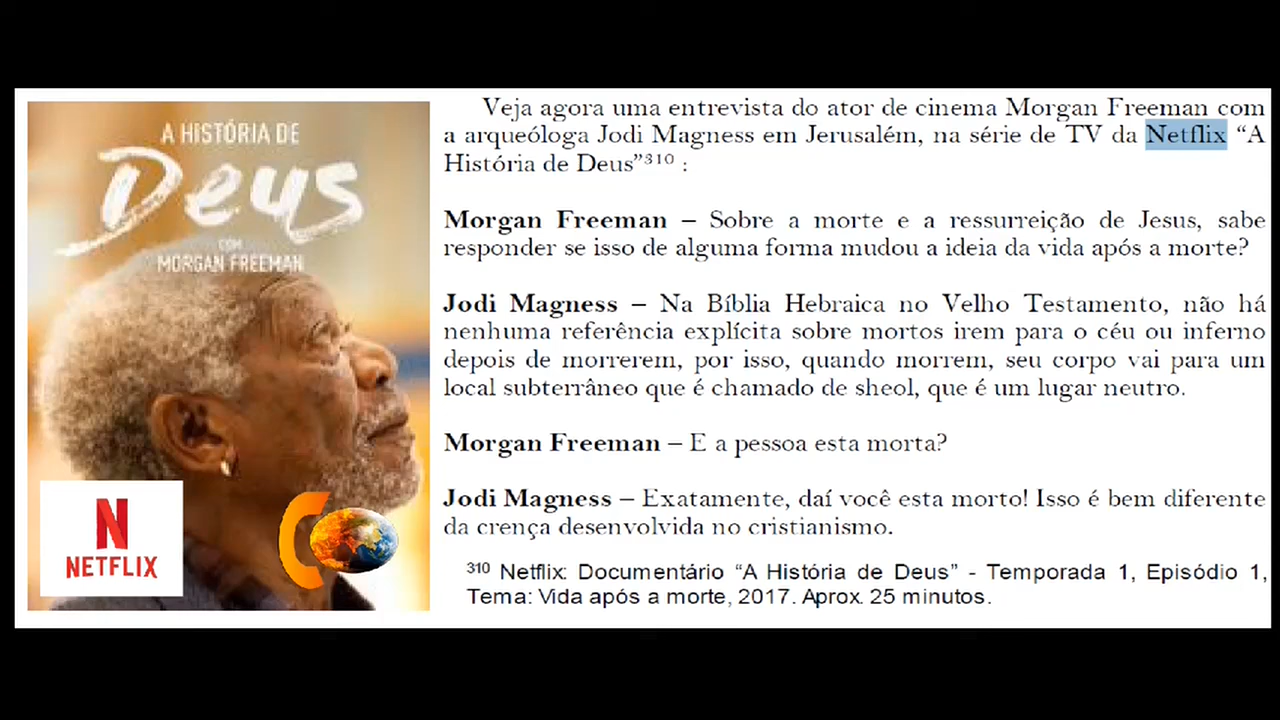 A HISTÓRIA DE
Deus
COM
MORGAN FREEMAN
N
NETFLIX
Veja agora uma entrevista do ator de cinema Morgan Freeman com
a arqueóloga Jodi Magness em Jerusalém, na série de TV da Netflix “A
História de Deus”³¹⁰ :
Morgan Freeman – Sobre a morte e a ressurreição de Jesus, sabe
responder se isso de alguma forma mudou a ideia da vida após a morte?
Jodi Magness – Na Bíblia Hebraica no Velho Testamento, não há
nenhuma referência explícita sobre mortos irem para o céu ou inferno
depois de morrerem, por isso, quando morrem, seu corpo vai para um
local subterrâneo que é chamado de sheol, que é um lugar neutro.
Morgan Freeman – E a pessoa esta morta?
Jodi Magness – Exatamente, daí você esta morto! Isso é bem diferente
da crença desenvolvida no cristianismo.
³¹⁰ Netflix: Documentário “A História de Deus” - Temporada 1, Episódio 1,
Tema: Vida após a morte, 2017. Aprox. 25 minutos.